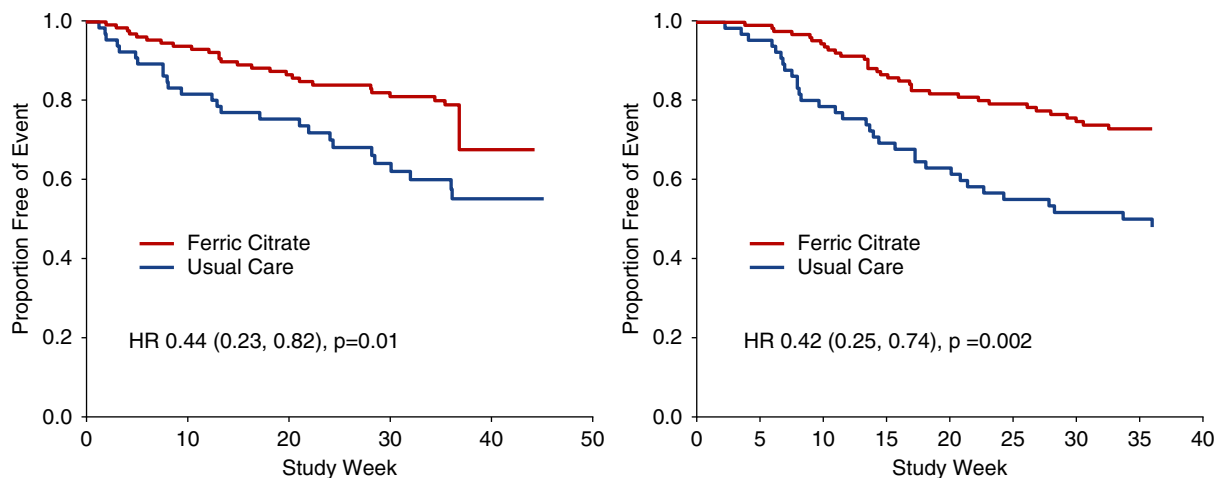 Proportion Free of Event
1.0
0.8
0.6
0.4
0.2
0.0
Ferric Citrate
Usual Care
HR 0.44 (0.23, 0.82), p=0.01
0 10 20 30 40 50
Study Week
Proportion Free of Event
1.0
0.8
0.6
0.4
0.2
0.0
Ferric Citrate
Usual Care
HR 0.42 (0.25, 0.74), p =0.002
0 5 10 15 20 25 30 35 40
Study Week